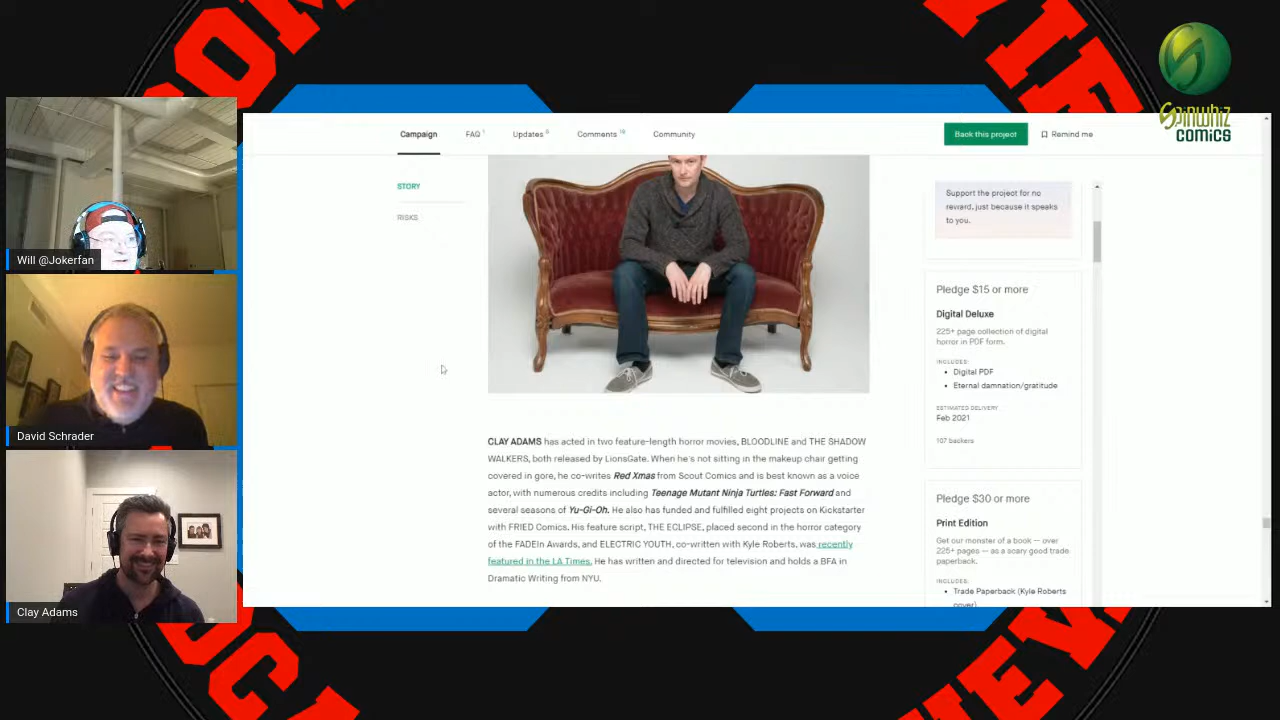 Spinwhiz
COMICS
Campaign
FAQ 1
Updates
Comments
Community
Back this project
Remind me
STORY
RISKS
Support the project for no
reward, just because it speaks
to you.
Pledge $15 or more
Digital Deluxe
225+ page collection of digital
horror in PDF form.
INCLUDES:
Digital PDF
Eternal damnation/gratitude
ESTIMATED DELIVERY
Feb 2021
107 backers
Pledge $30 or more
Print Edition
Get our monster of a book — over
225+ pages — as a scary good trade
paperback.
INCLUDES:
Trade Paperback (Kyle Roberts
cover)
CLAY ADAMS has acted in two feature-length horror movies, BLOODLINE and THE SHADOW
WALKERS, both released by LionsGate. When he's not sitting in the makeup chair getting
covered in gore, he co-writes Red Xmas from Scout Comics and is best known as a voice
actor, with numerous credits including Teenage Mutant Ninja Turtles: Fast Forward and
several seasons of Yu-Gi-Oh. He also has funded and fulfilled eight projects on Kickstarter
with FRIED Comics. His feature script, THE ECLIPSE, placed second in the horror category
of the FADEIn Awards, and ELECTRIC YOUTH, co-written with Kyle Roberts, was recently
featured in the LA Times. He has written and directed for television and holds a BFA in
Dramatic Writing from NYU.
Will @Jokerfan
David Schrader
Clay Adams